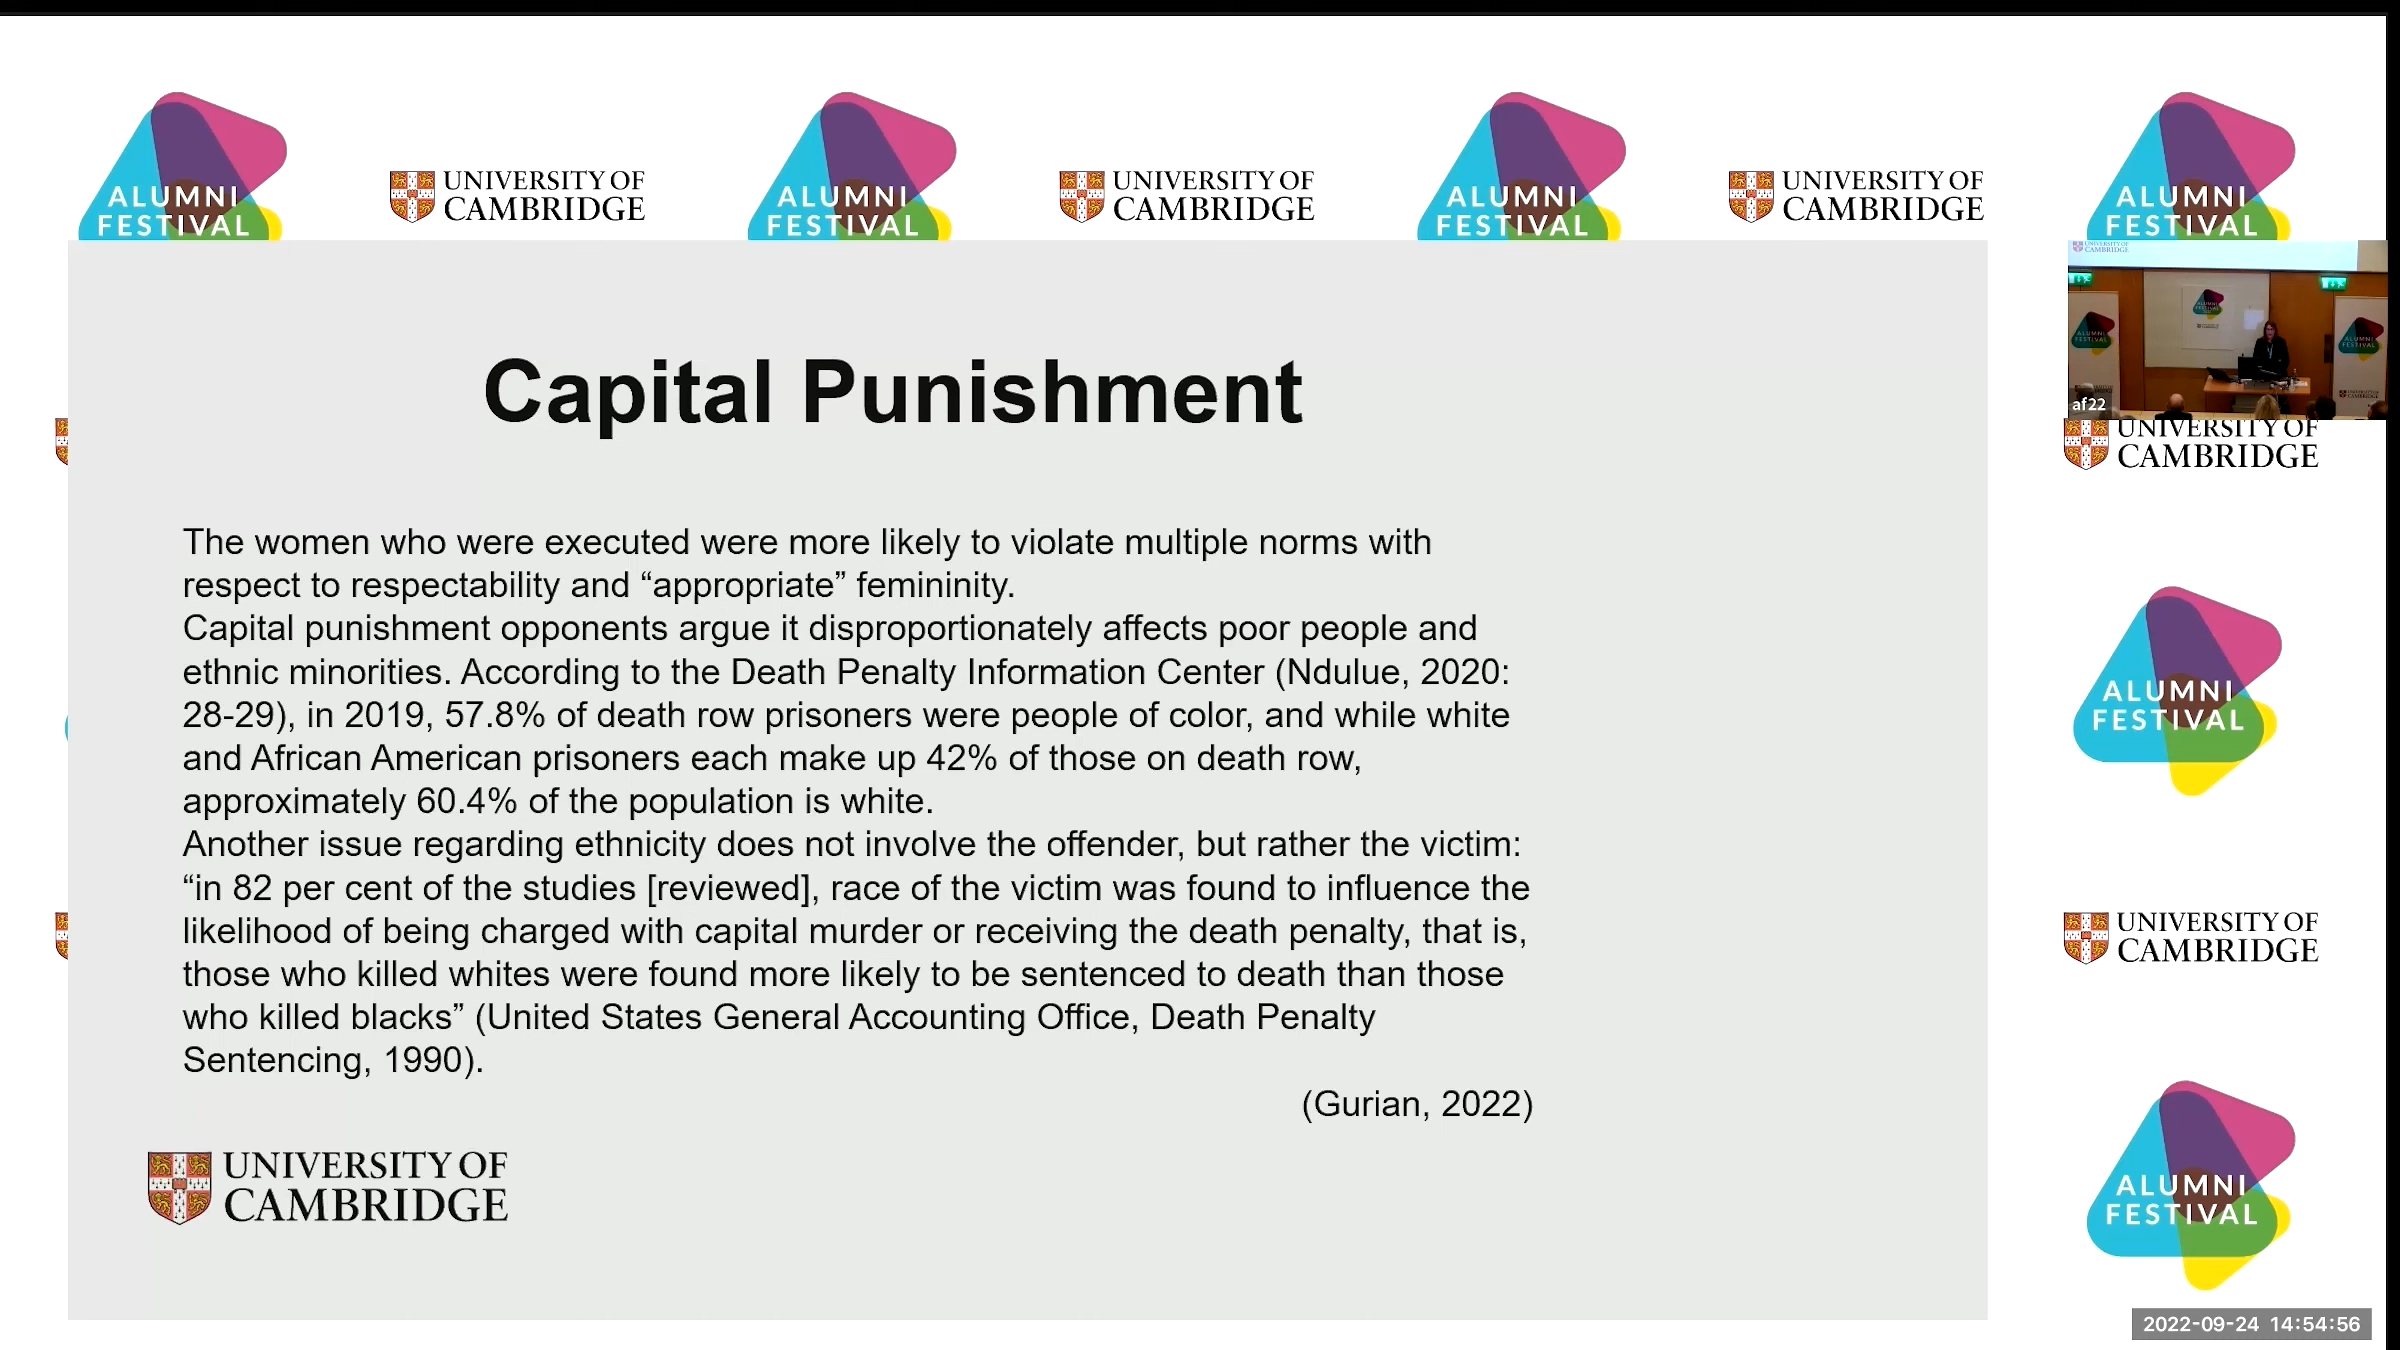 ALUMNI
FESTIVAL
UNIVERSITY OF
CAMBRIDGE
ALUMNI
FESTIVAL
UNIVERSITY OF
CAMBRIDGE
ALUMNI
FESTIVAL
UNIVERSITY OF
CAMBRIDGE
ALUMNI
FESTIVAL
Capital Punishment
The women who were executed were more likely to violate multiple norms with
respect to respectability and “appropriate” femininity.
Capital punishment opponents argue it disproportionately affects poor people and
ethnic minorities. According to the Death Penalty Information Center (Ndulue, 2020:
28-29), in 2019, 57.8% of death row prisoners were people of color, and while white
and African American prisoners each make up 42% of those on death row,
approximately 60.4% of the population is white.
Another issue regarding ethnicity does not involve the offender, but rather the victim:
“in 82 per cent of the studies [reviewed], race of the victim was found to influence the
likelihood of being charged with capital murder or receiving the death penalty, that is,
those who killed whites were found more likely to be sentenced to death than those
who killed blacks” (United States General Accounting Office, Death Penalty
Sentencing, 1990).
(Gurian, 2022)
UNIVERSITY OF
CAMBRIDGE
UNIVERSITY OF
CAMBRIDGE
ALUMNI
FESTIVAL
ALUMNI
FESTIVAL
af22
UNIVERSITY OF
CAMBRIDGE
ALUMNI
FESTIVAL
UNIVERSITY OF
CAMBRIDGE
ALUMNI
FESTIVAL
2022-09-24 14:54:56